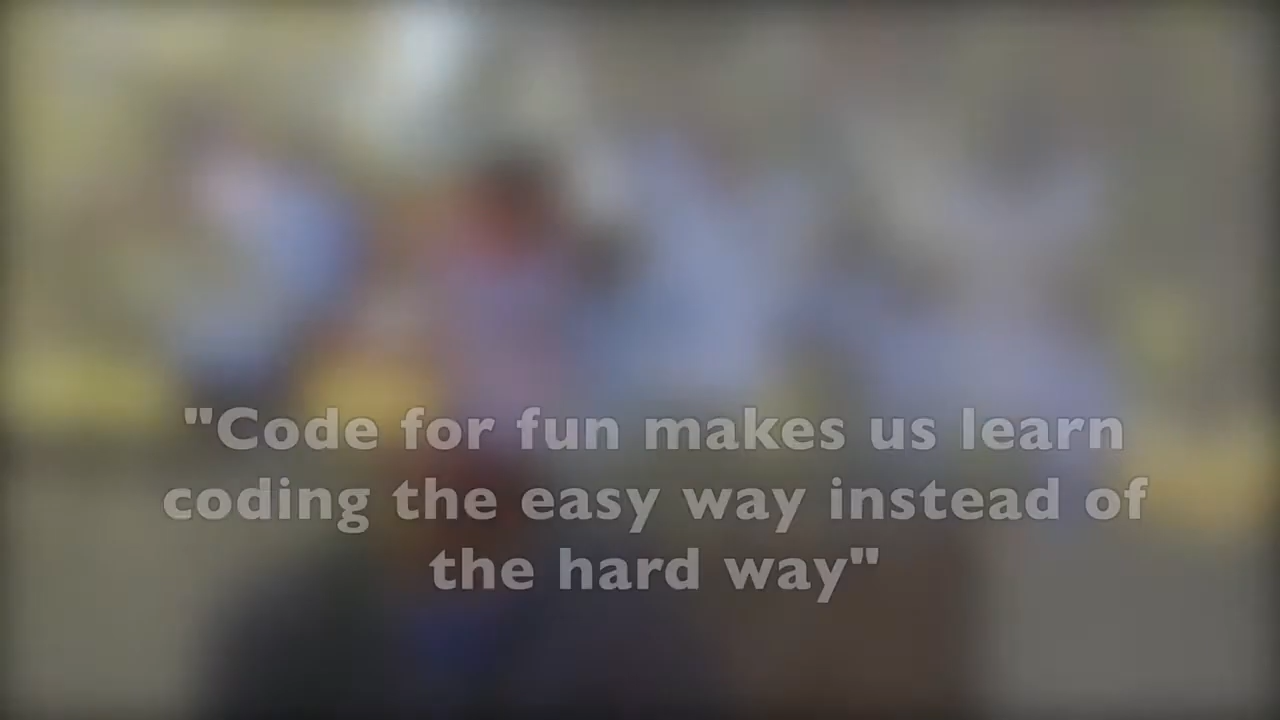 "Code for fun makes us learn
coding the easy way instead of
the hard way"